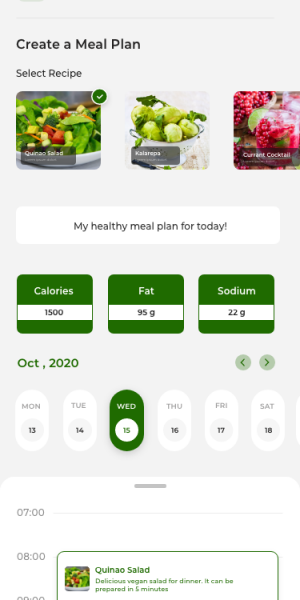 Create a Meal Plan
Select Recipe
Quinao Salad
Kalanspa
Currant Cocktail
My healthy meal plan for today!
Calories
Fat
Sodium
1500
95 g
22 g
Oct , 2020
MON
TUE
WED
THU
FRI
SAT
13
14
15
16
17
18
07:00
08:00
Quinao Salad
Delicious vegan salad for dinner. It can be
prepared in 5 minutes
09:00